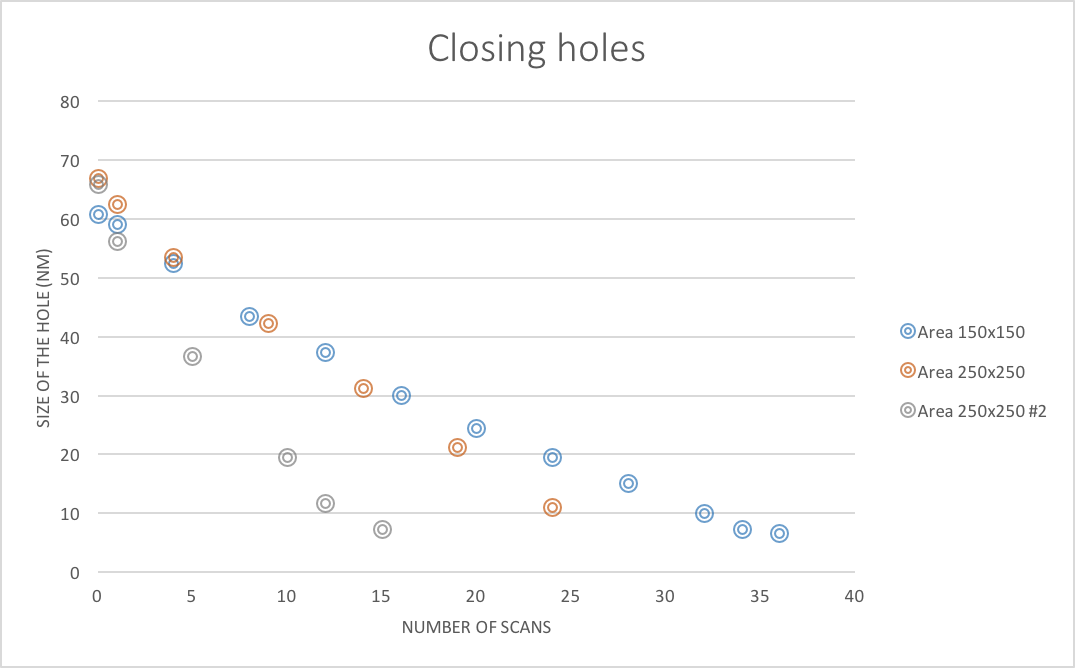 Closing holes
80
70
60
50
40
30
20
10
0
SIZE OF THE HOLE (NM)
0 5 10 15 20 25 30 35 40
NUMBER OF SCANS
Area 150x150
Area 250x250
Area 250x250 #2